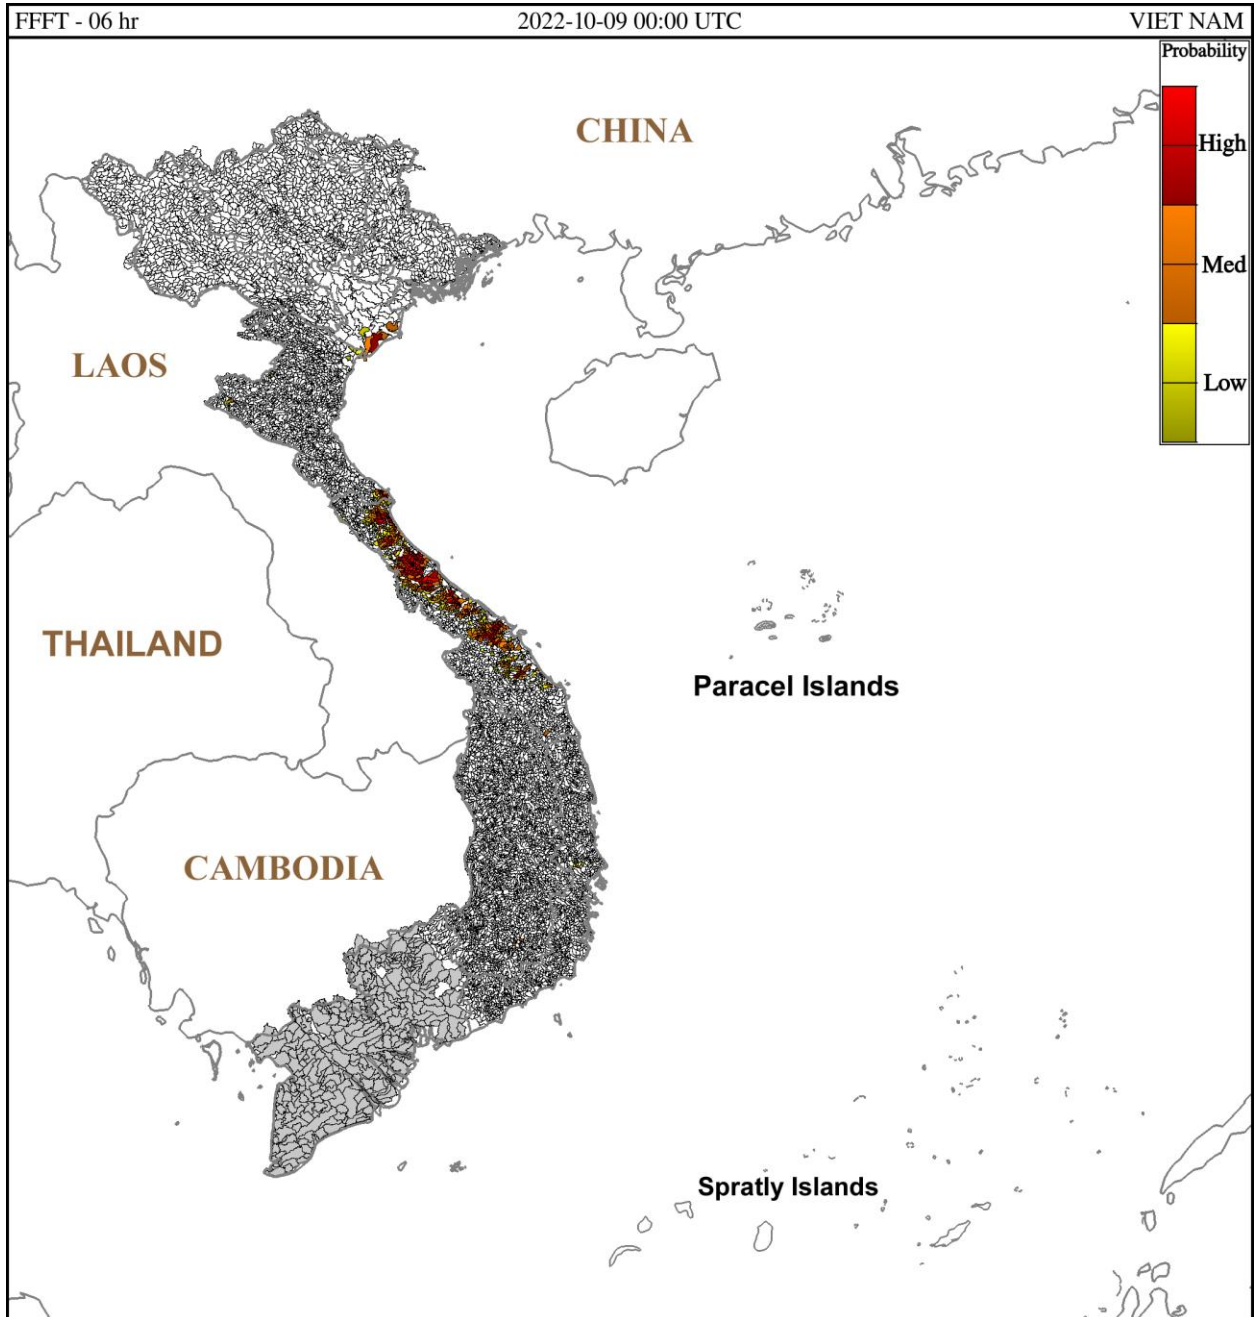 FFFT - 06 hr
2022-10-09 00:00 UTC
VIET NAM
Probability
High
Med
Low
CHINA
LAOS
THAILAND
Paracel Islands
CAMBODIA
Spratly Islands